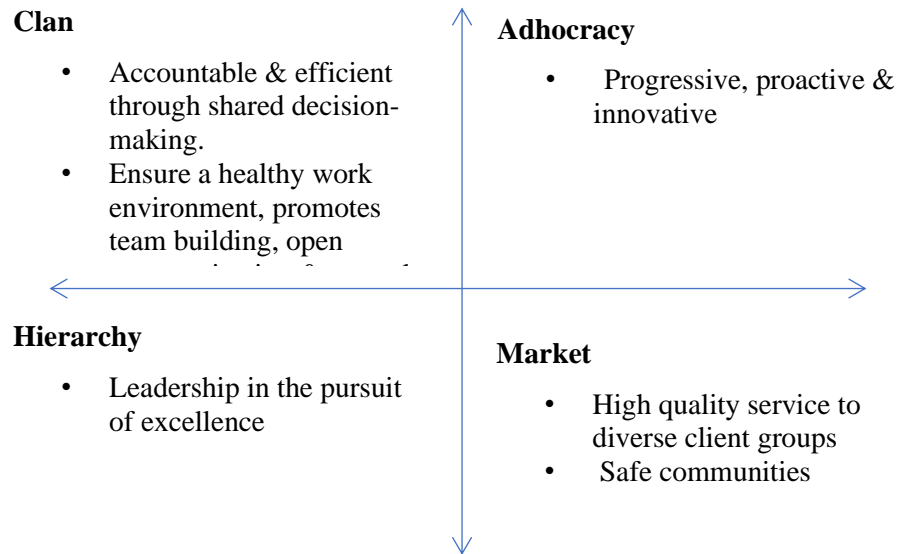 Clan
• Accountable & efficient
through shared decision-
making.
• Ensure a healthy work
environment, promotes
team building, open
Adhocracy
• Progressive, proactive &
innovative
Hierarchy
• Leadership in the pursuit
of excellence
Market
• High quality service to
diverse client groups
• Safe communities